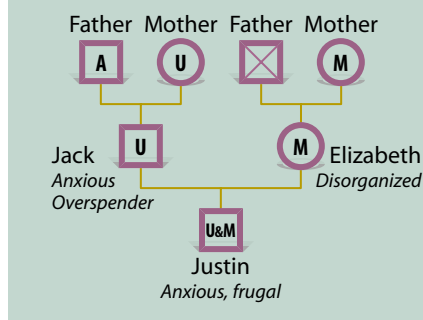 Father Mother Father Mother
A U M
Jack
Anxious
Overspender
U M
Elizabeth
Disorganized
U&M
Justin
Anxious, frugal